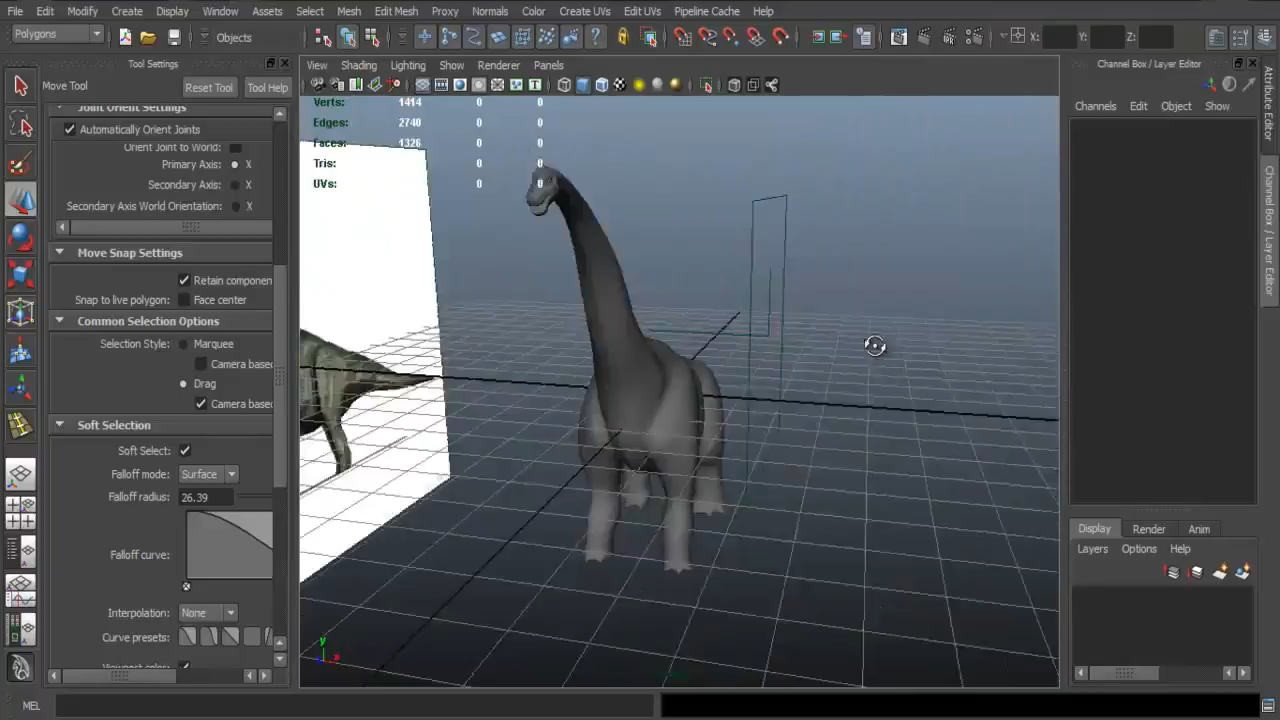 File Edit Modify Create Display Window Assets Select Mesh Edit Mesh Proxy Normals Color Create UVs Edit UVs Pipeline Cache Help
Polygons Objects X: Y: Z:
Tool Settings
Move Tool Reset Tool Tool Help
Joint Orient Settings
Automatically Orient Joints
Orient Joint to World:
Primary Axis: X
Secondary Axis: X
Secondary Axis World Orientation: X
Move Snap Settings
Retain componen
Snap to live polygon: Face center
Common Selection Options
Selection Style: Marquee
Camera based
Drag
Camera based
Soft Selection
Soft Select:
Falloff mode: Surface
Falloff radius: 26.39
Falloff curve:
Interpolation: None
Curve presets:
Viewport color:
View Shading Lighting Show Renderer Panels
Verts: 1414 0 0
Edges: 2740 0 0
Faces: 1326 0 0
Tris: 0 0
UVs: 0 0
y
x
Channel Box / Layer Editor
Channels Edit Object Show
Attribute Editor
Channel Box / Layer Editor
Display Render Anim
Layers Options Help
MEL